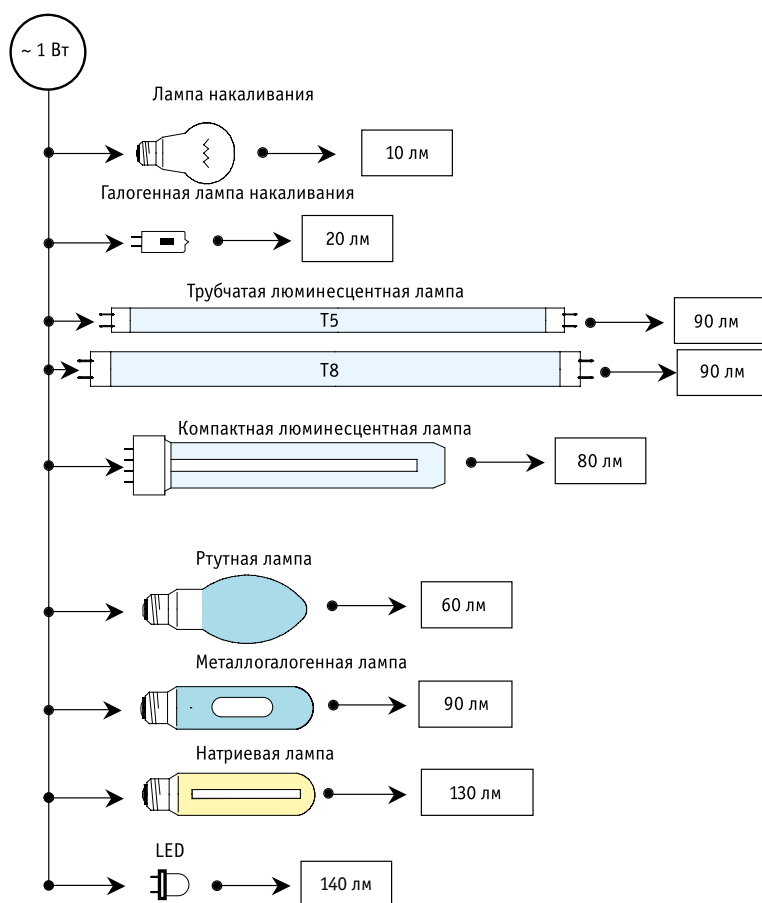 ~ 1 Вт
Лампа накаливания
10 лм
Галогенная лампа накаливания
20 лм
Трубчатая люминесцентная лампа
T5
90 лм
T8
90 лм
Компактная люминесцентная лампа
80 лм
Ртутная лампа
60 лм
Металлогалогенная лампа
90 лм
Натриевая лампа
130 лм
LED
140 лм